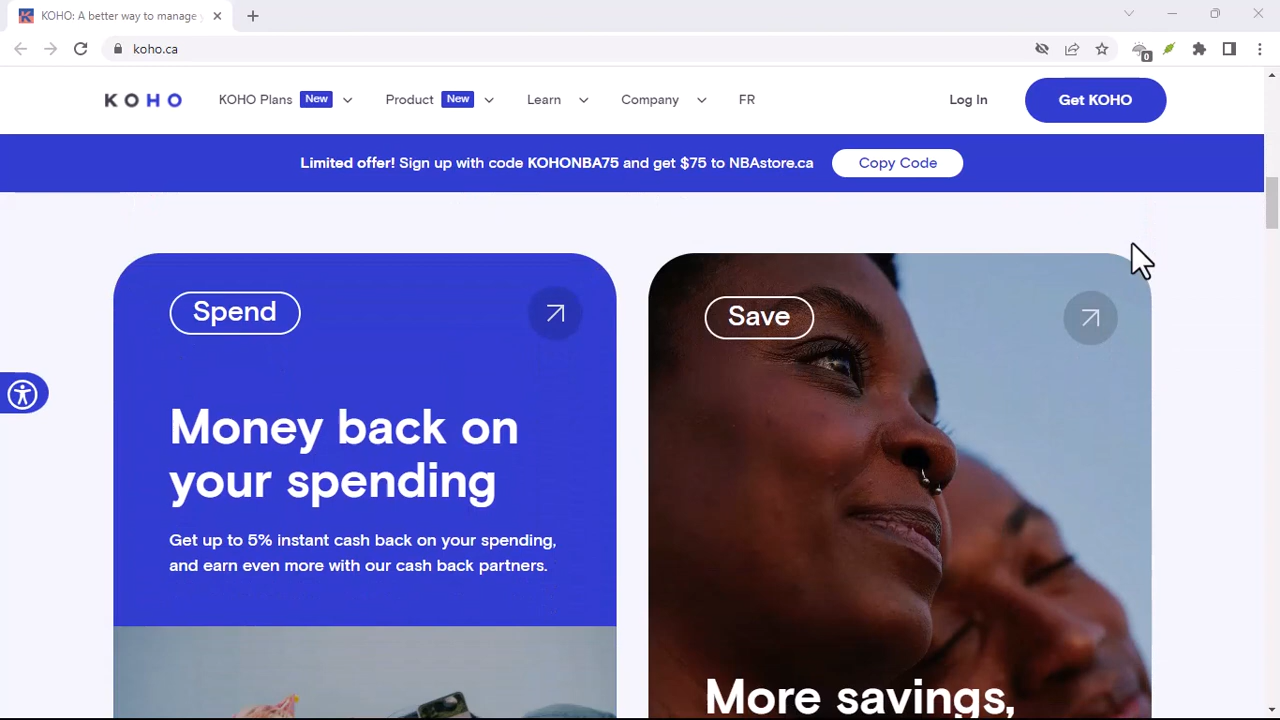 KOHO: A better way to manage
koho.ca
0
KOHO
KOHO Plans New
Product New
Learn
Company
FR
Log In
Get KOHO
Limited offer! Sign up with code KOHONBA75 and get $75 to NBAstore.ca
Copy Code
Spend
Money back on
your spending
Get up to 5% instant cash back on your spending,
and earn even more with our cash back partners.
Save
More savings,